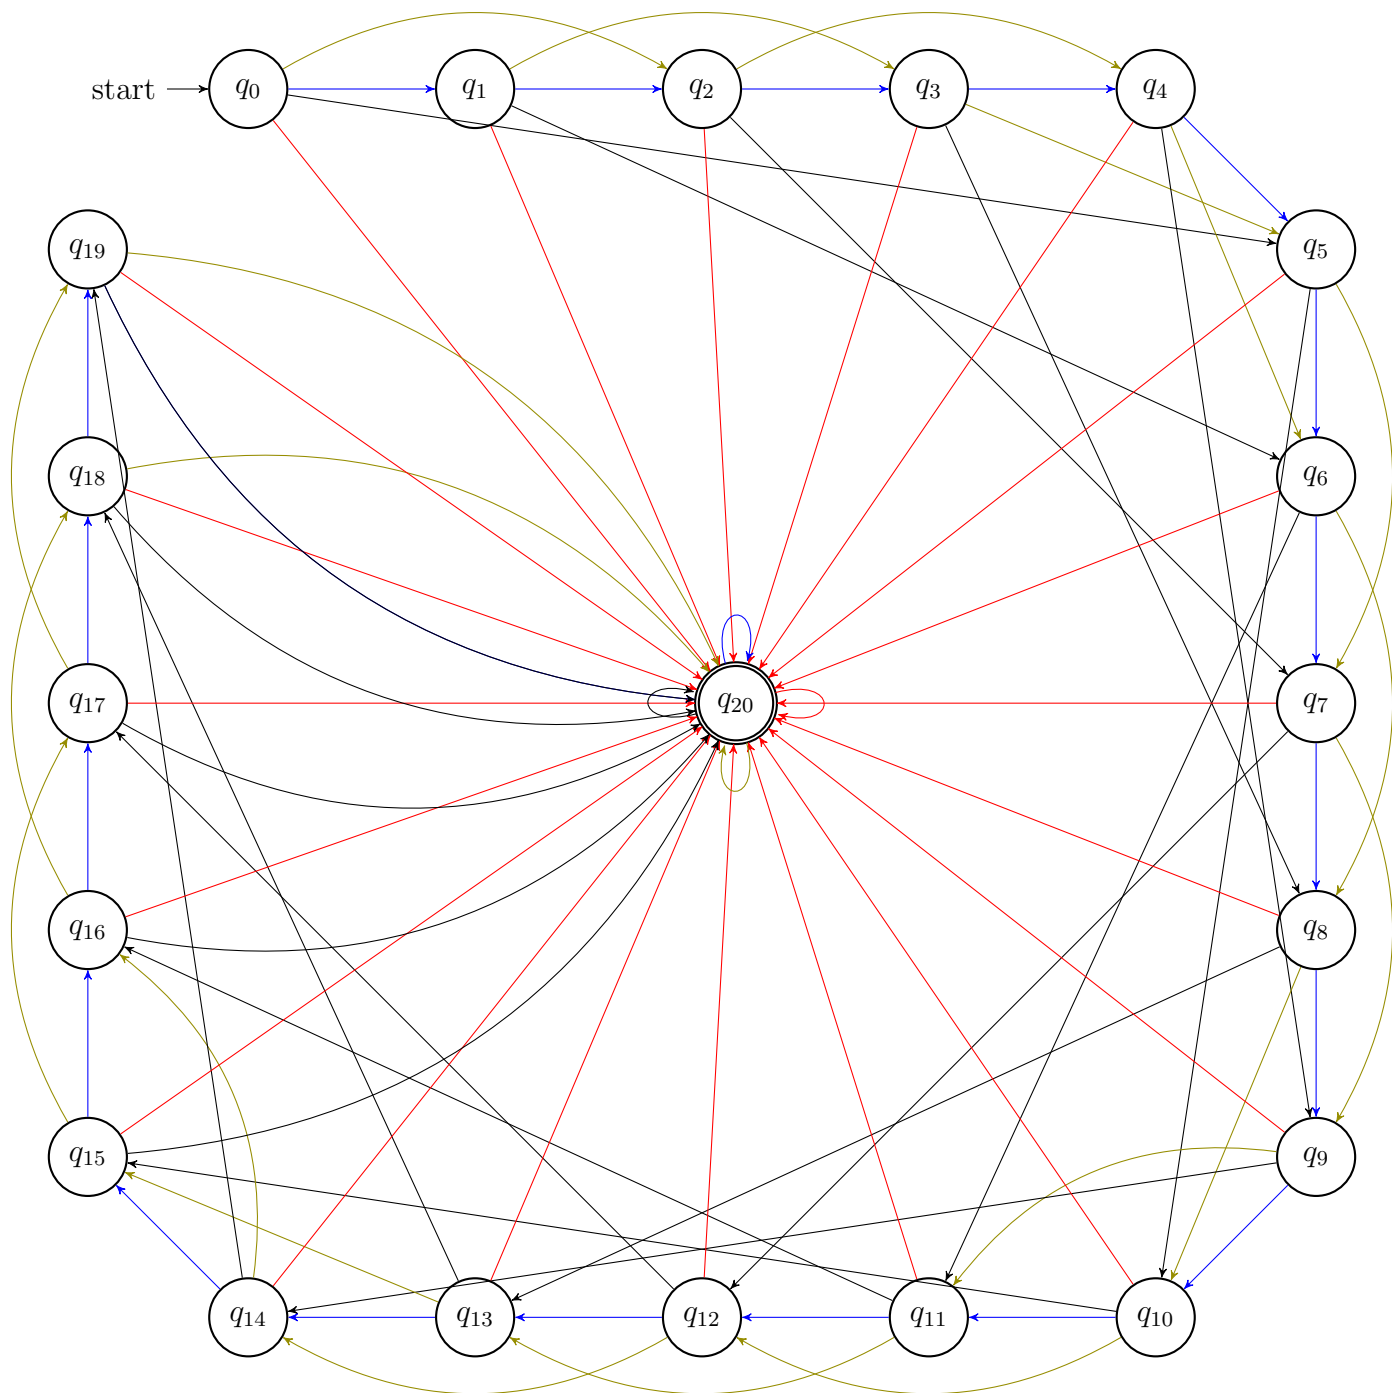 start q₀ q₁ q₂ q₃ q₄
q₁₉ q₅
q₁₈ q₆
q₁₇ q₂₀ q₇
q₁₆ q₈
q₁₅ q₉
q₁₄ q₁₃ q₁₂ q₁₁ q₁₀